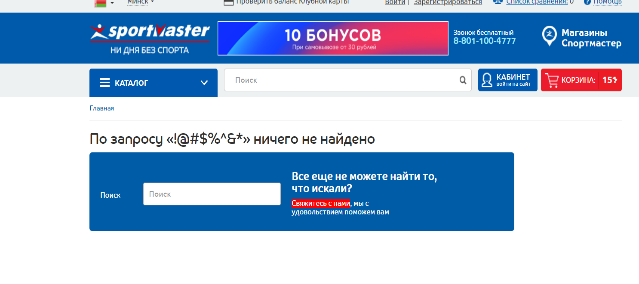 Минск
Проверить баланс Клубной карты
Войти | Зарегистрироваться
Список сравнения: 0
Помощь
sportmaster
НИ ДНЯ БЕЗ СПОРТА
10 БОНУСОВ
При самовывозе от 30 рублей
Звонок бесплатный
8-801-100-4777
Магазины
Спортмастер
КАТАЛОГ
Поиск
КАБИНЕТ
войти на сайт
КОРЗИНА:
Главная
По запросу «!@#$%^&*» ничего не найдено
Поиск
Поиск
Все еще не можете найти то,
что искали?
Свяжитесь с нами, мы с
удовольствием поможем вам